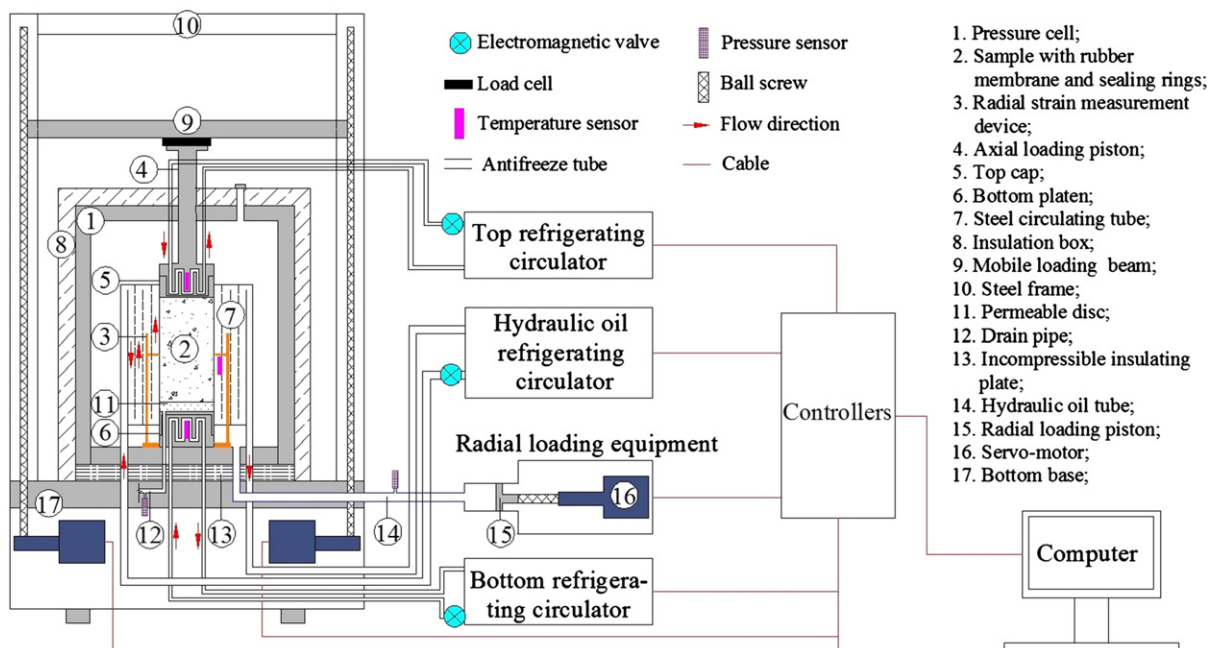 10
9
4
1
8
5
3
7
2
11
6
17
12
13
14
15
16
Electromagnetic valve
Pressure sensor
Load cell
Ball screw
Temperature sensor
Flow direction
Antifreeze tube
Cable
Top refrigerating
circulator
Hydraulic oil
refrigerating
circulator
Radial loading equipment
Bottom refrigera-
ting circulator
Controllers
Computer
1. Pressure cell;
2. Sample with rubber
membrane and sealing rings;
3. Radial strain measurement
device;
4. Axial loading piston;
5. Top cap;
6. Bottom platen;
7. Steel circulating tube;
8. Insulation box;
9. Mobile loading beam;
10. Steel frame;
11. Permeable disc;
12. Drain pipe;
13. Incompressible insulating
plate;
14. Hydraulic oil tube;
15. Radial loading piston;
16. Servo-motor;
17. Bottom base;